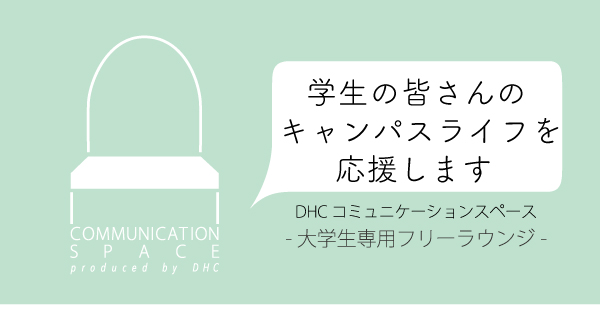 COMMUNICATION
SPACE
produced by DHC
学生の皆さんの
キャンパスライフを
応援します
DHC コミュニケーションスペース
- 大学生専用フリーラウンジ -